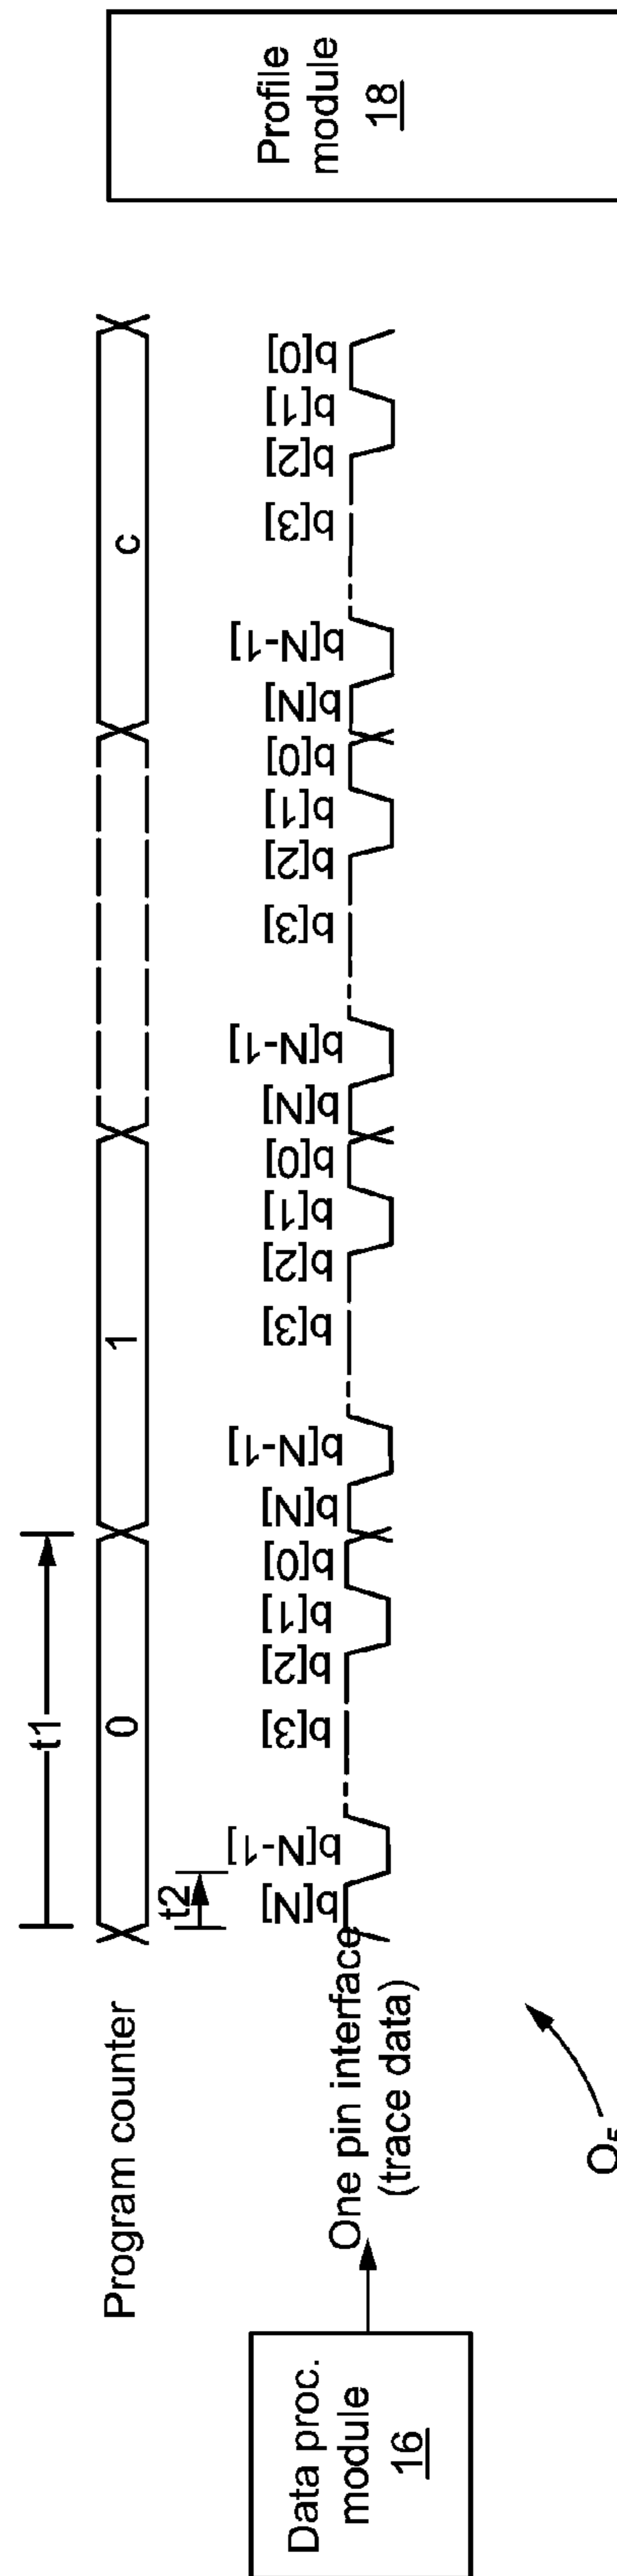 t1
Program counter
0 1 c
t2
b[N] b[N-1] b[3] b[2] b[1] b[0] b[N] b[N-1] b[3] b[2] b[1] b[0] b[N] b[N-1] b[3] b[2] b[1] b[0] b[N] b[N-1] b[3] b[2] b[1] b[0]
Data proc.
module
16
One pin interface
(trace data)
Profile
module
18